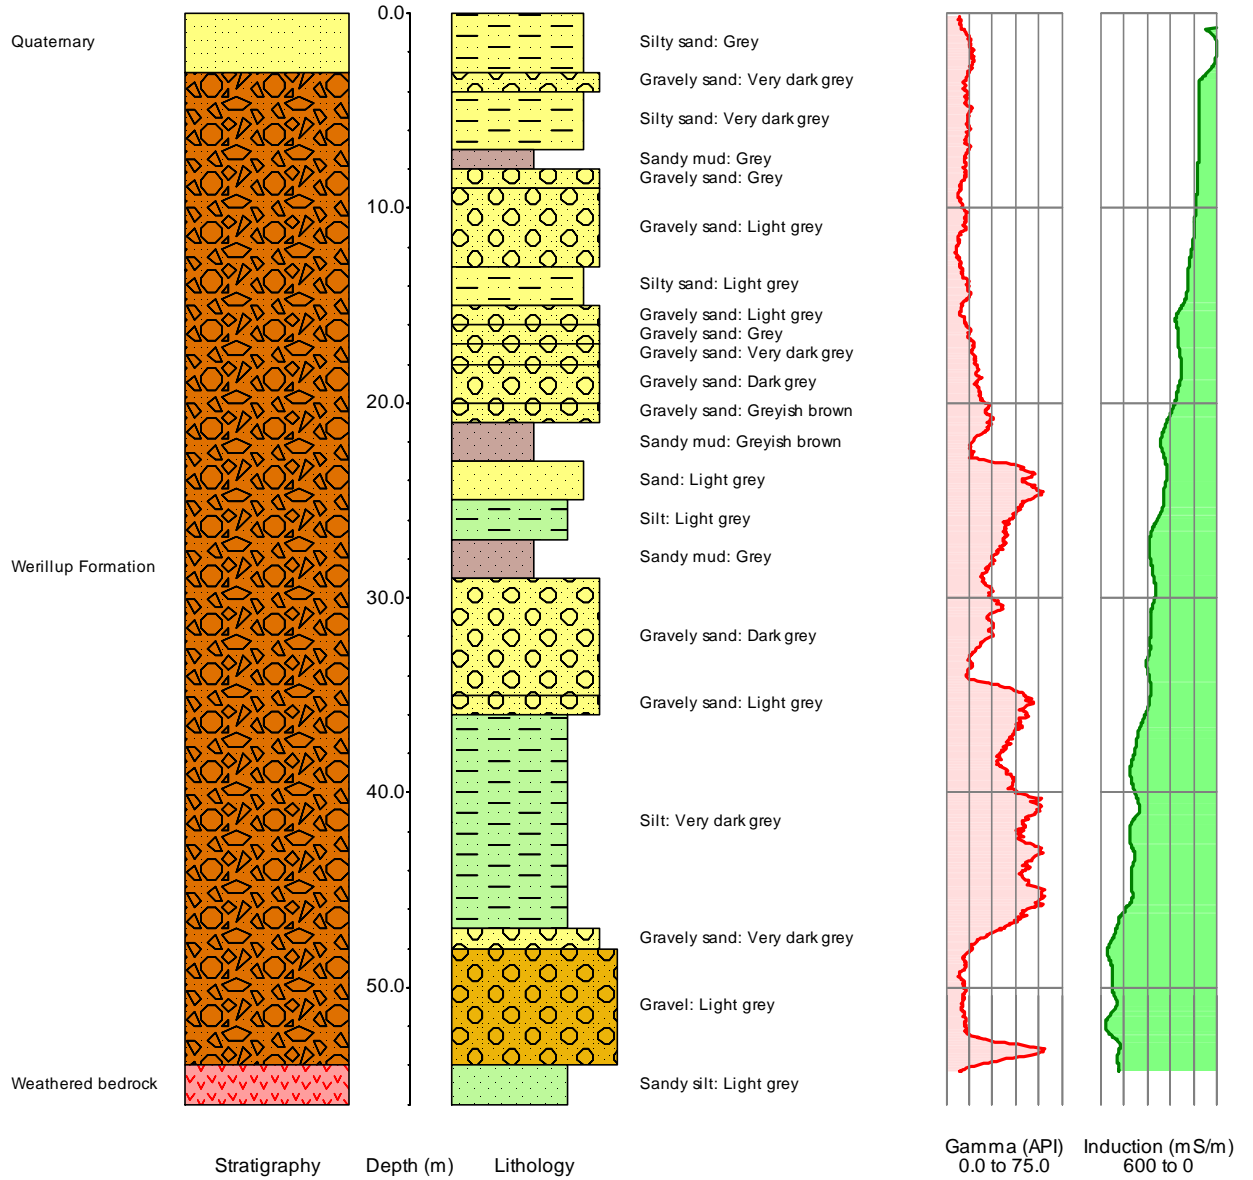 Quaternary
Werillup Formation
Weathered bedrock
Stratigraphy
0.0
10.0
20.0
30.0
40.0
50.0
Depth (m)
Silty sand: Grey
Gravely sand: Very dark grey
Silty sand: Very dark grey
Sandy mud: Grey
Gravely sand: Grey
Gravely sand: Light grey
Silty sand: Light grey
Gravely sand: Light grey
Gravely sand: Grey
Gravely sand: Very dark grey
Gravely sand: Dark grey
Gravely sand: Greyish brown
Sandy mud: Greyish brown
Sand: Light grey
Silt: Light grey
Sandy mud: Grey
Gravely sand: Dark grey
Gravely sand: Light grey
Silt: Very dark grey
Gravely sand: Very dark grey
Gravel: Light grey
Sandy silt: Light grey
Lithology
Gamma (API)
0.0 to 75.0
Induction (mS/m)
600 to 0